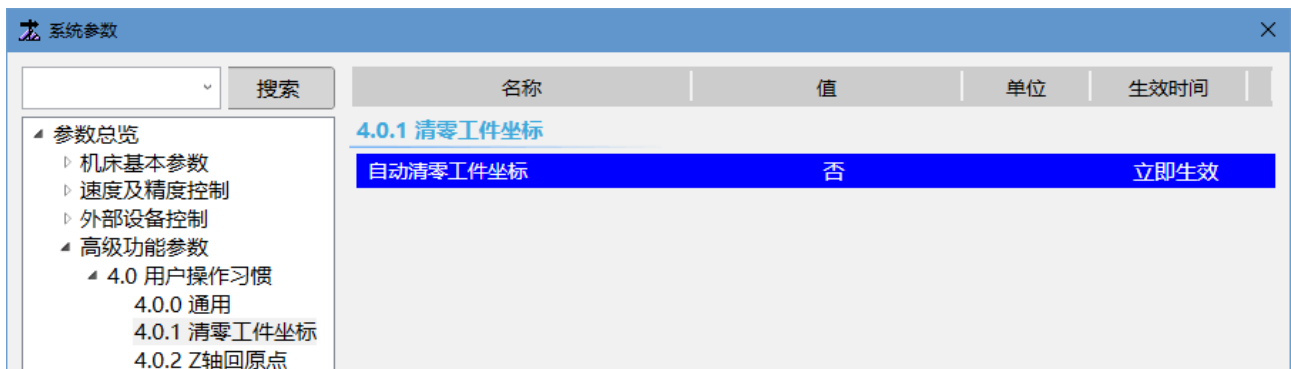 系统参数
搜索
名称 值 单位 生效时间
参数总览
机床基本参数
速度及精度控制
外部设备控制
高级功能参数
4.0 用户操作习惯
4.0.0 通用
4.0.1 清零工件坐标
4.0.2 Z轴回原点
4.0.1 清零工件坐标
自动清零工件坐标 否 立即生效